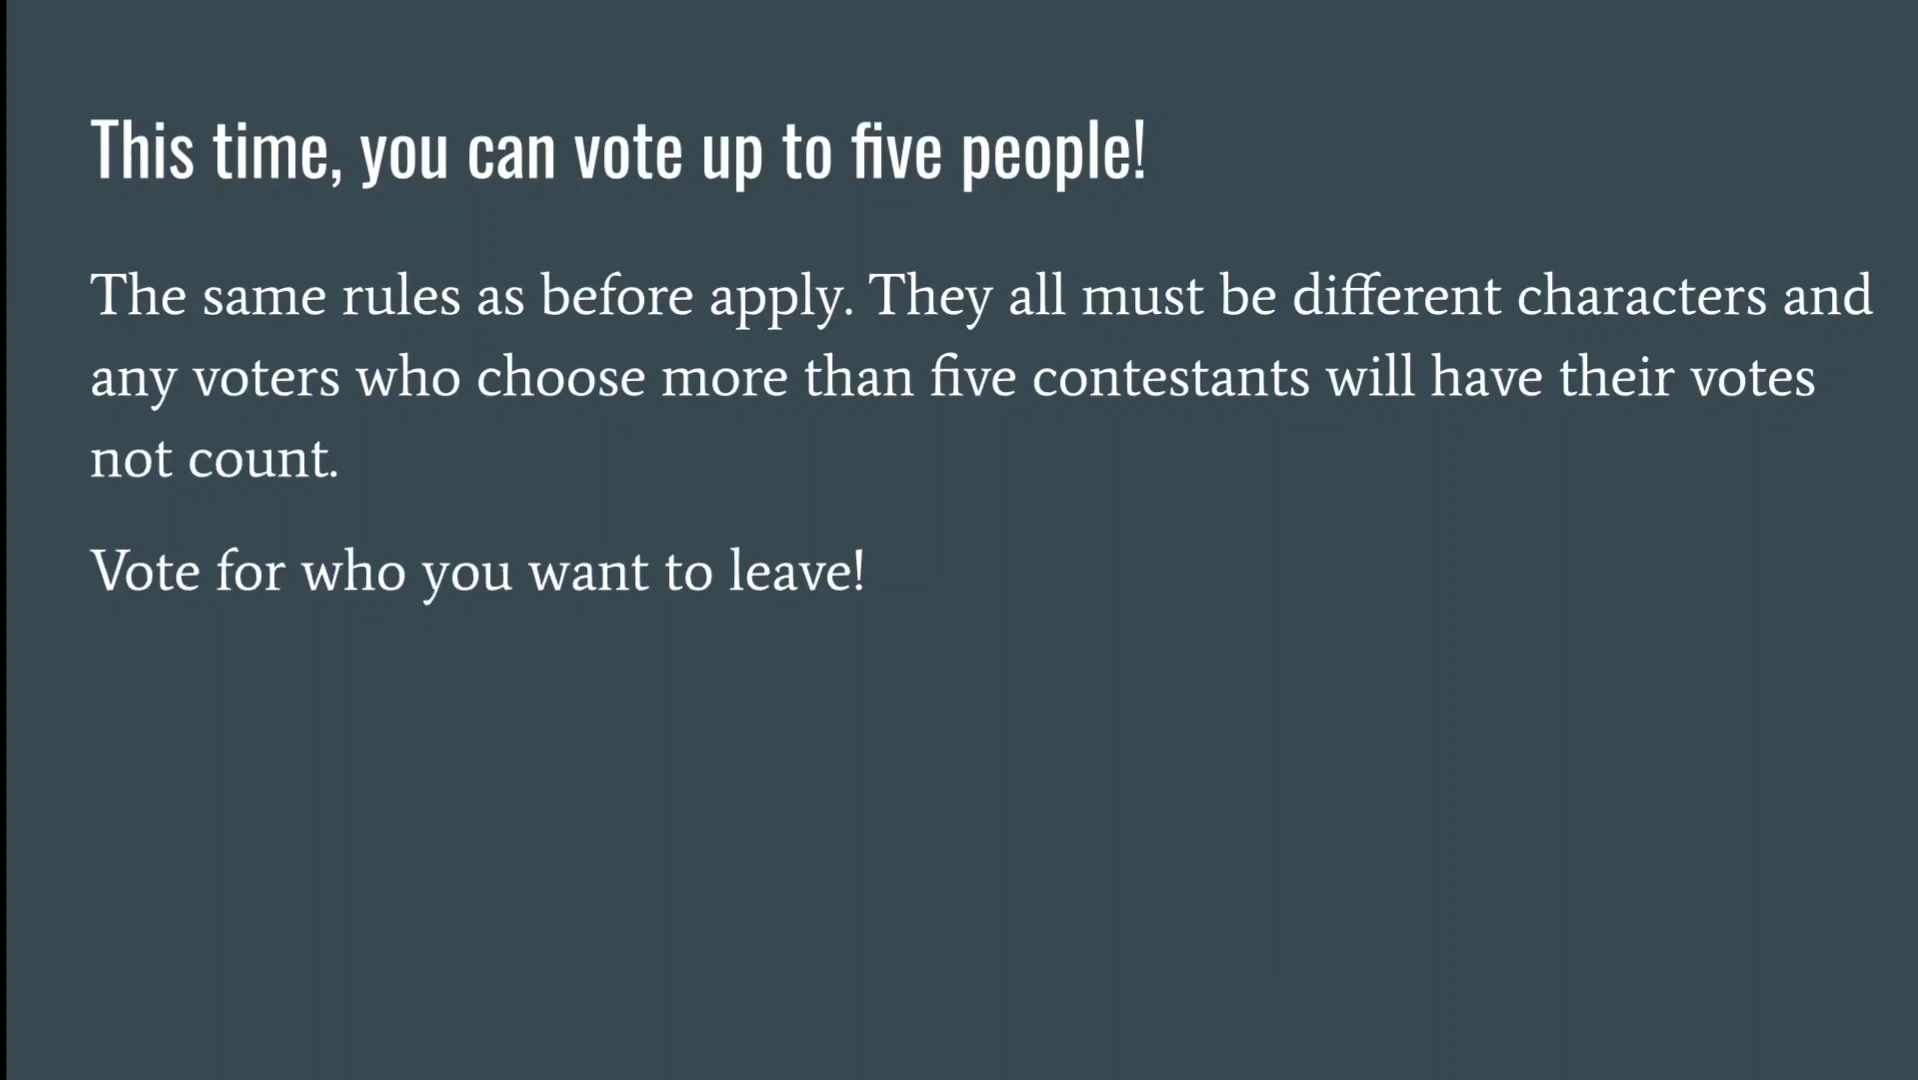 This time, you can vote up to five people!
The same rules as before apply. They all must be different characters and
any voters who choose more than five contestants will have their votes
not count.
Vote for who you want to leave!